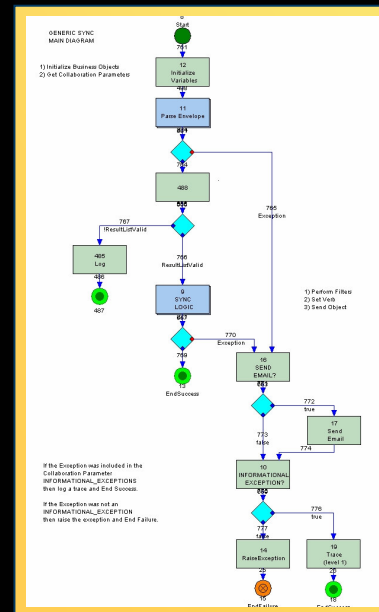 Start
GENERIC SYNC
MAIN DIAGRAM
761
1) Initialize Business Objects
2) Get Collaboration Parameters
12
Initialize
Variables
11
Parse Envelope
764
488
765
Exception
767
!ResultListValid
485
Log
486
487
766
ResultListValid
9
SYNC
LOGIC
1) Perform Filters
2) Set Verb
3) Send Object
770
Exception
769
13
EndSuccess
16
SEND
EMAIL?
772
true
17
Send
Email
773
false
774
10
INFORMATIONAL
EXCEPTION?
If the Exception was included in the
Collaboration Parameter
INFORMATIONAL_EXCEPTIONS
then log a trace and End Success.
If the Exception was not an
INFORMATIONAL_EXCEPTION
then raise the exception and End Failure.
776
true
777
false
14
RaiseException
19
Trace
(level 1)
15
EndFailure
18
EndSuccess